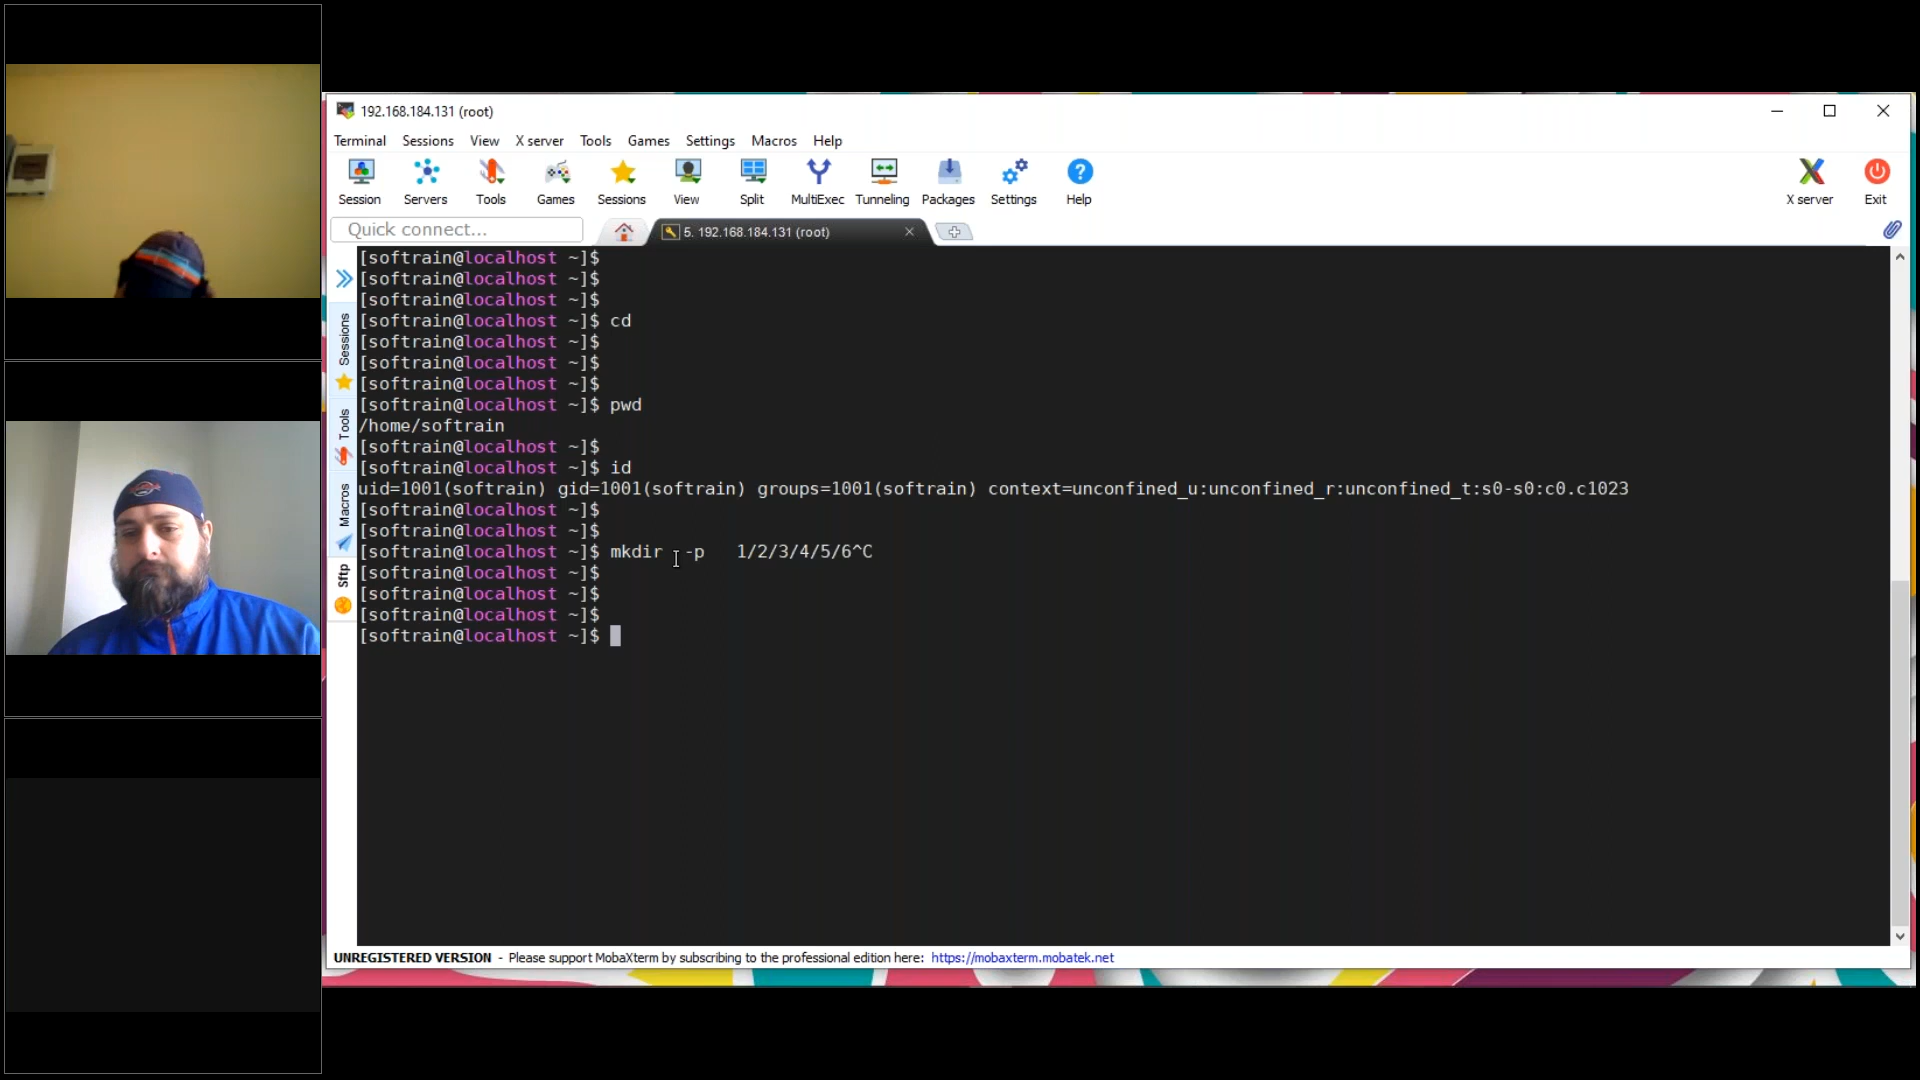 192.168.184.131 (root)
Terminal Sessions View X server Tools Games Settings Macros Help
Session Servers Tools Games Sessions View Split MultiExec Tunneling Packages Settings Help X server Exit
Quick connect...
5. 192.168.184.131 (root)
Sessions
Tools
Macros
Sftp
[softrain@localhost ~]$
[softrain@localhost ~]$
[softrain@localhost ~]$
[softrain@localhost ~]$ cd
[softrain@localhost ~]$
[softrain@localhost ~]$
[softrain@localhost ~]$
[softrain@localhost ~]$ pwd
/home/softrain
[softrain@localhost ~]$
[softrain@localhost ~]$ id
uid=1001(softrain) gid=1001(softrain) groups=1001(softrain) context=unconfined_u:unconfined_r:unconfined_t:s0-s0:c0.c1023
[softrain@localhost ~]$
[softrain@localhost ~]$
[softrain@localhost ~]$ mkdir  -p   1/2/3/4/5/6^C
[softrain@localhost ~]$
[softrain@localhost ~]$
[softrain@localhost ~]$
[softrain@localhost ~]$
UNREGISTERED VERSION - Please support MobaXterm by subscribing to the professional edition here: https://mobaxterm.mobatek.net